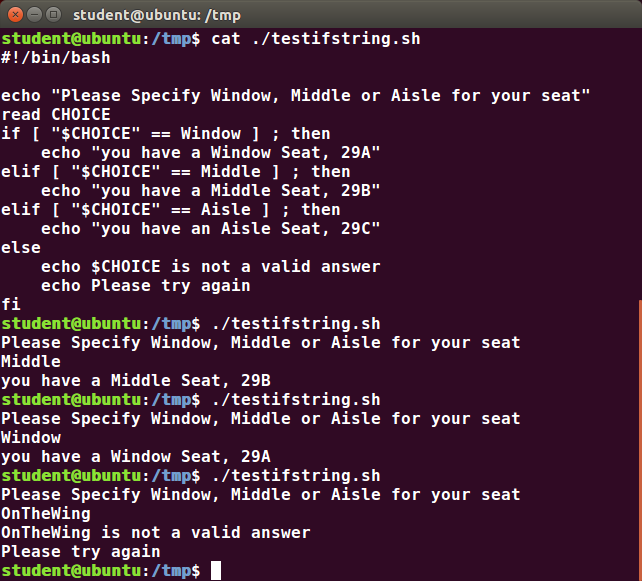 student@ubuntu: /tmp
student@ubuntu:/tmp$ cat ./testifstring.sh
#!/bin/bash

echo "Please Specify Window, Middle or Aisle for your seat"
read CHOICE
if [ "$CHOICE" == Window ] ; then
    echo "you have a Window Seat, 29A"
elif [ "$CHOICE" == Middle ] ; then
    echo "you have a Middle Seat, 29B"
elif [ "$CHOICE" == Aisle ] ; then
    echo "you have an Aisle Seat, 29C"
else
    echo $CHOICE is not a valid answer
    echo Please try again
fi
student@ubuntu:/tmp$ ./testifstring.sh
Please Specify Window, Middle or Aisle for your seat
Middle
you have a Middle Seat, 29B
student@ubuntu:/tmp$ ./testifstring.sh
Please Specify Window, Middle or Aisle for your seat
Window
you have a Window Seat, 29A
student@ubuntu:/tmp$ ./testifstring.sh
Please Specify Window, Middle or Aisle for your seat
OnTheWing
OnTheWing is not a valid answer
Please try again
student@ubuntu:/tmp$